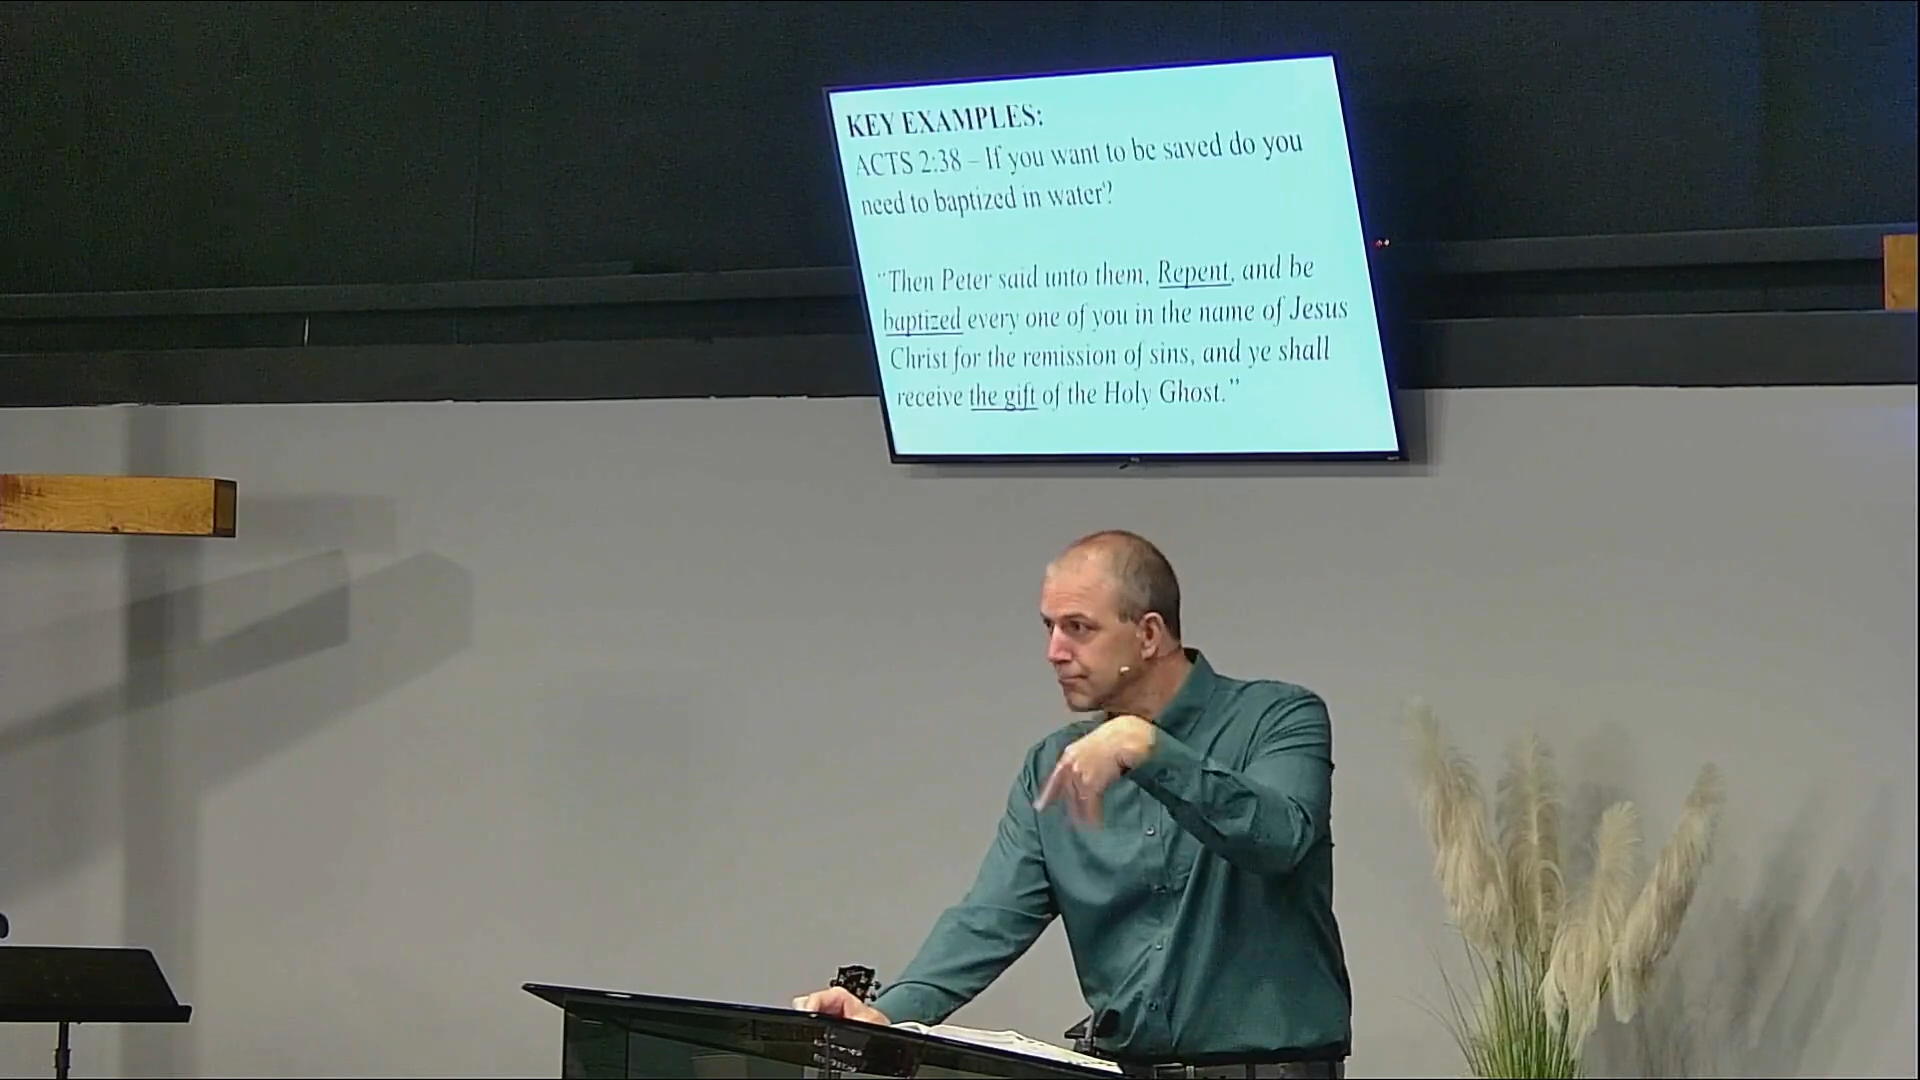 KEY EXAMPLES:
ACTS 2:38 – If you want to be saved do you
need to baptized in water?
“Then Peter said unto them, Repent, and be
baptized every one of you in the name of Jesus
Christ for the remission of sins, and ye shall
receive the gift of the Holy Ghost.”